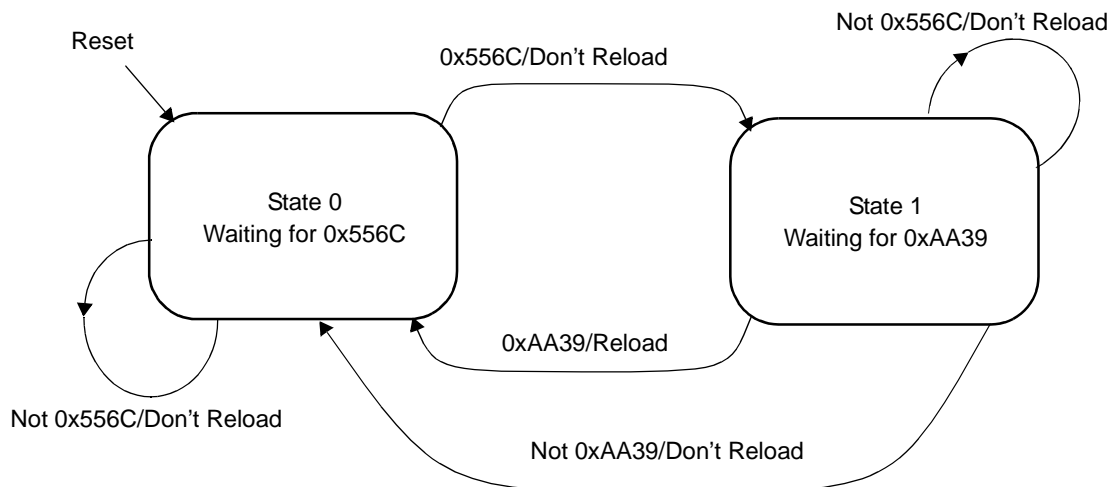 Not 0x556C/Don't Reload
Reset
0x556C/Don't Reload
State 0
Waiting for 0x556C
State 1
Waiting for 0xAA39
0xAA39/Reload
Not 0x556C/Don't Reload
Not 0xAA39/Don't Reload